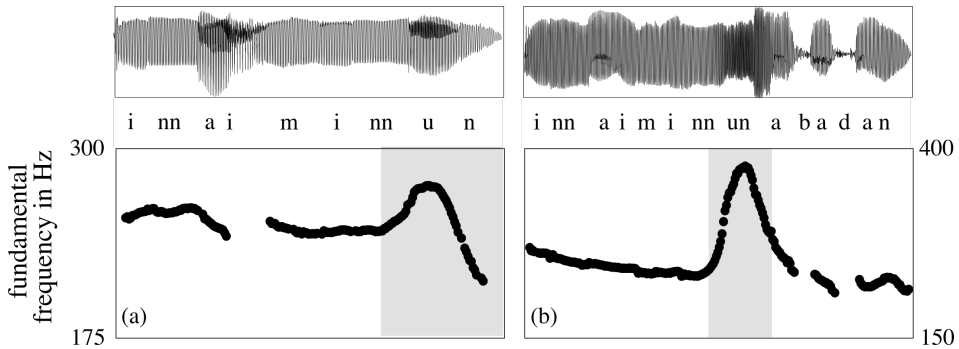 i nn a i m i nn u n
i nn a i m i nn un a b a d a n
300
400
fundamental
frequency in Hz
(a)
(b)
175
150